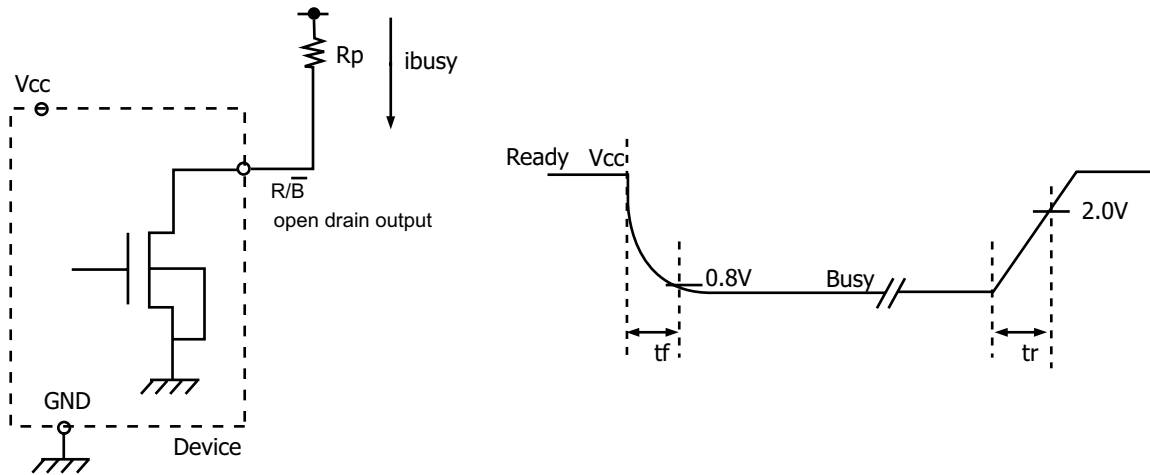 Rp
ibusy
Vcc
R/B̅
open drain output
GND
Device
Ready Vcc
2.0V
0.8V
Busy
tf
tr